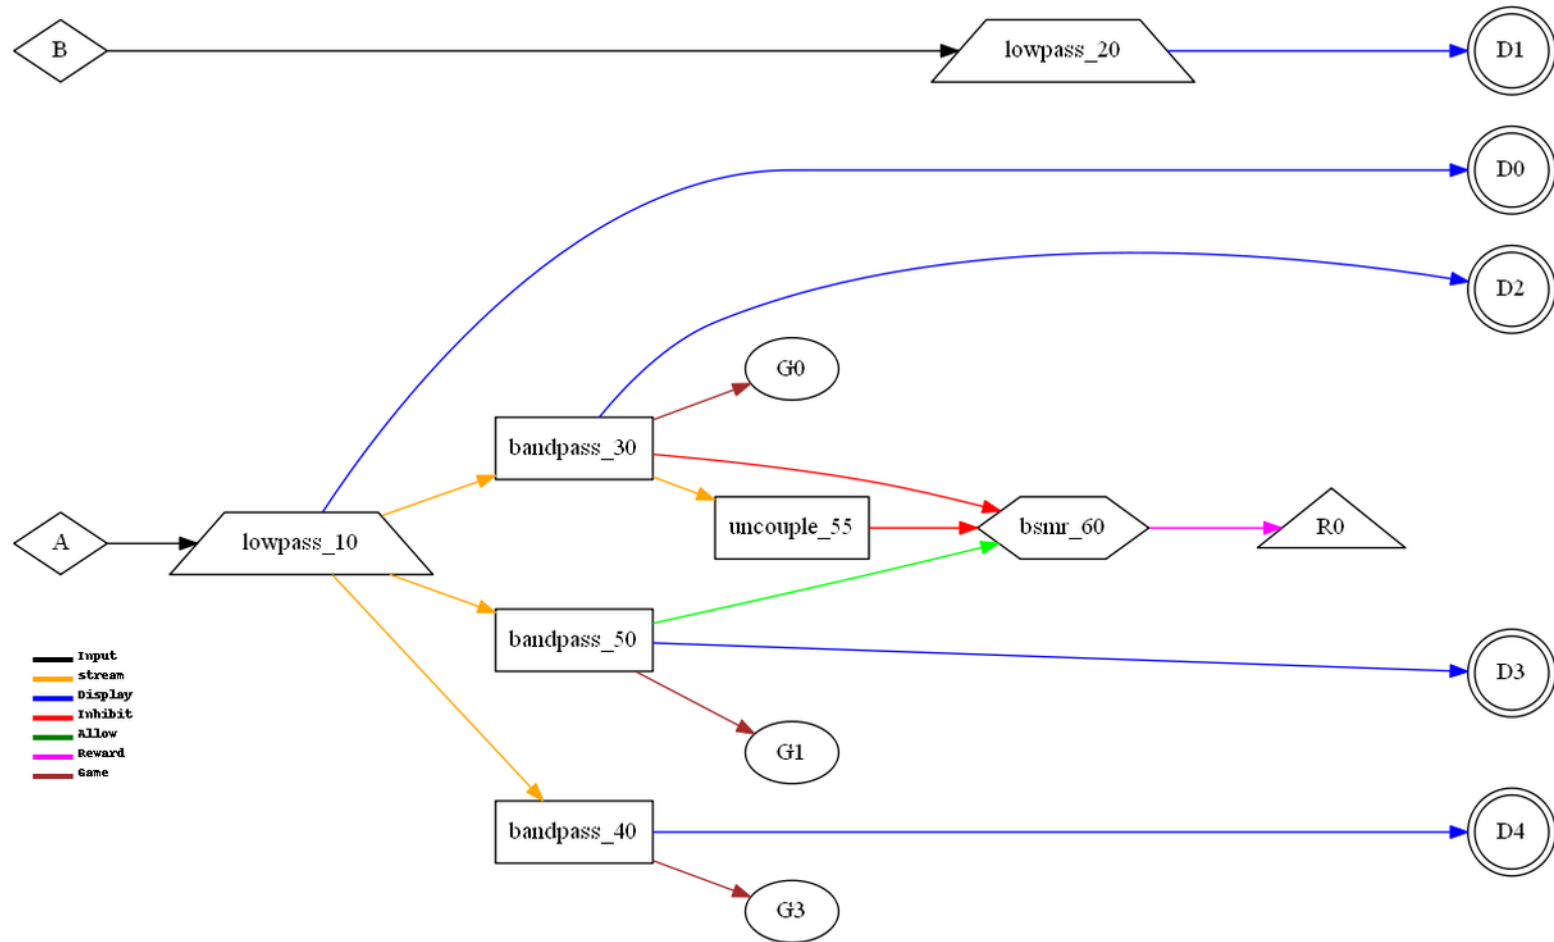 B
lowpass_20
D1
D0
D2
G0
bandpass_30
uncouple_55
bsmr_60
R0
A
lowpass_10
bandpass_50
D3
Input
stream
Display
Inhibit
Allow
Reward
Game
G1
bandpass_40
D4
G3